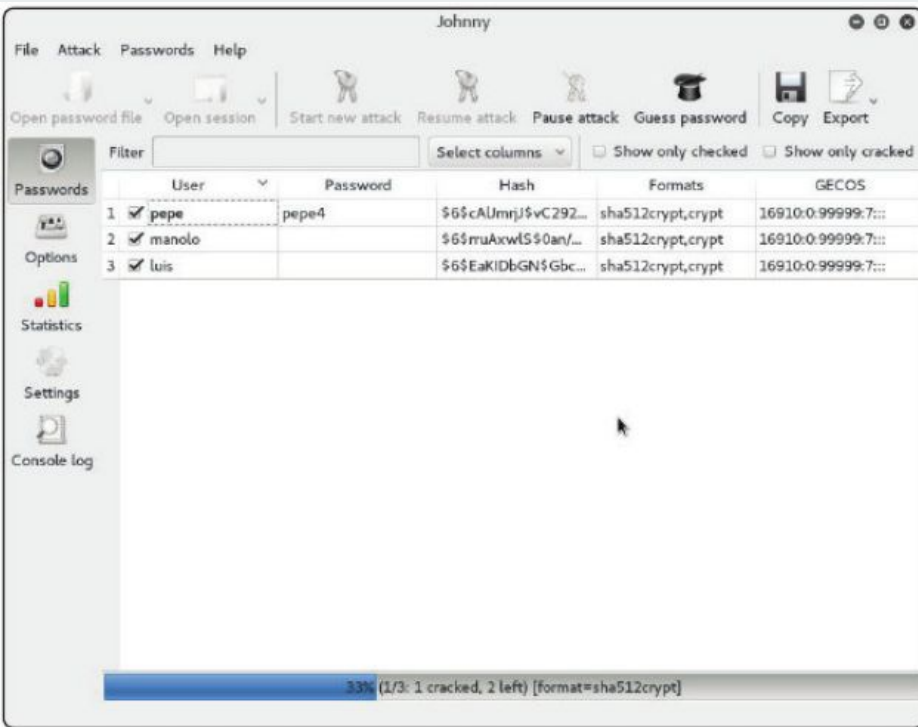 Johnny
File Attack Passwords Help
Open password file Open session Start new attack Resume attack Pause attack Guess password Copy Export
Passwords
Options
Statistics
Settings
Console log
Filter Select columns Show only checked Show only cracked
User Password Hash Formats GECOS
1 pepe pepe4 $6$cAUmrjJ$vC292... sha512crypt,crypt 16910:0:99999:7:::
2 manolo $6$muAxwlS$0an/... sha512crypt,crypt 16910:0:99999:7:::
3 luis $6$EaKIDbGN$Gbc... sha512crypt,crypt 16910:0:99999:7:::
33% (1/3: 1 cracked, 2 left) [format=sha512crypt]